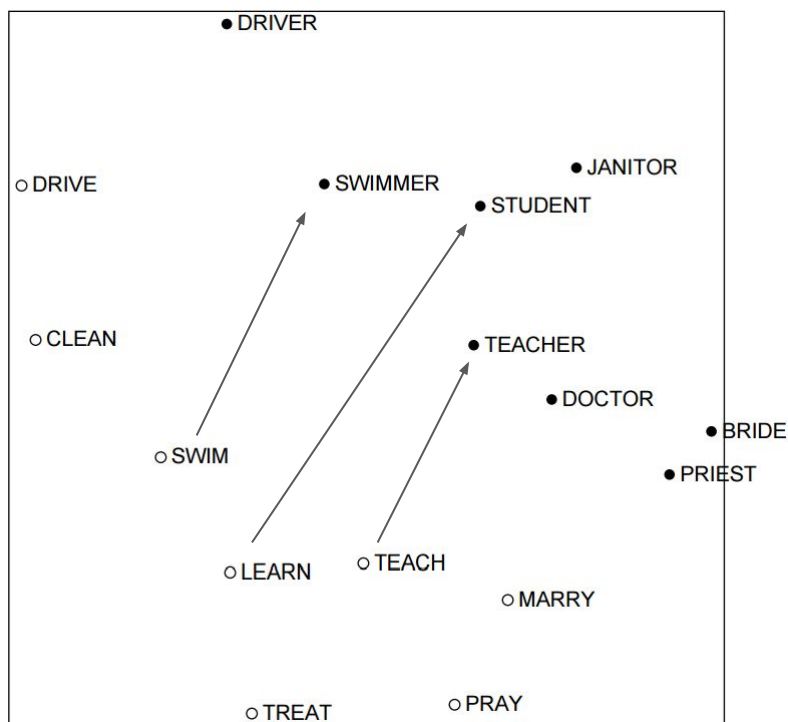 DRIVER
JANITOR
DRIVE
SWIMMER
STUDENT
CLEAN
TEACHER
DOCTOR
BRIDE
SWIM
PRIEST
LEARN
TEACH
MARRY
TREAT
PRAY